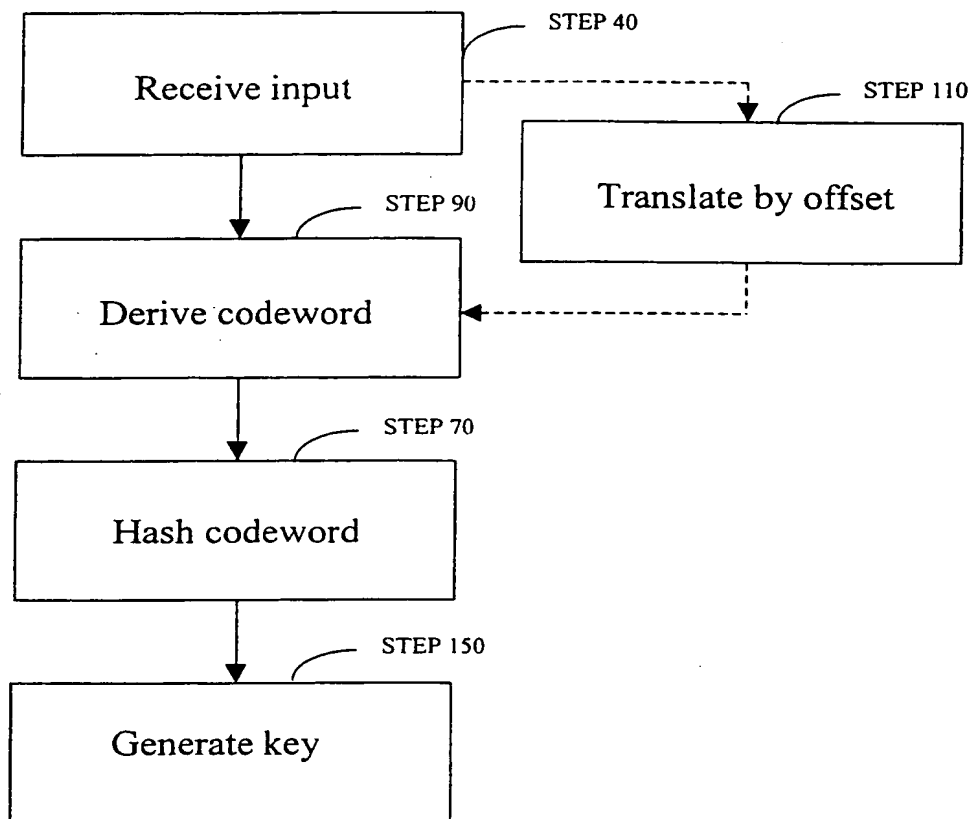 STEP 40
Receive input
STEP 110
Translate by offset
STEP 90
Derive codeword
STEP 70
Hash codeword
STEP 150
Generate key